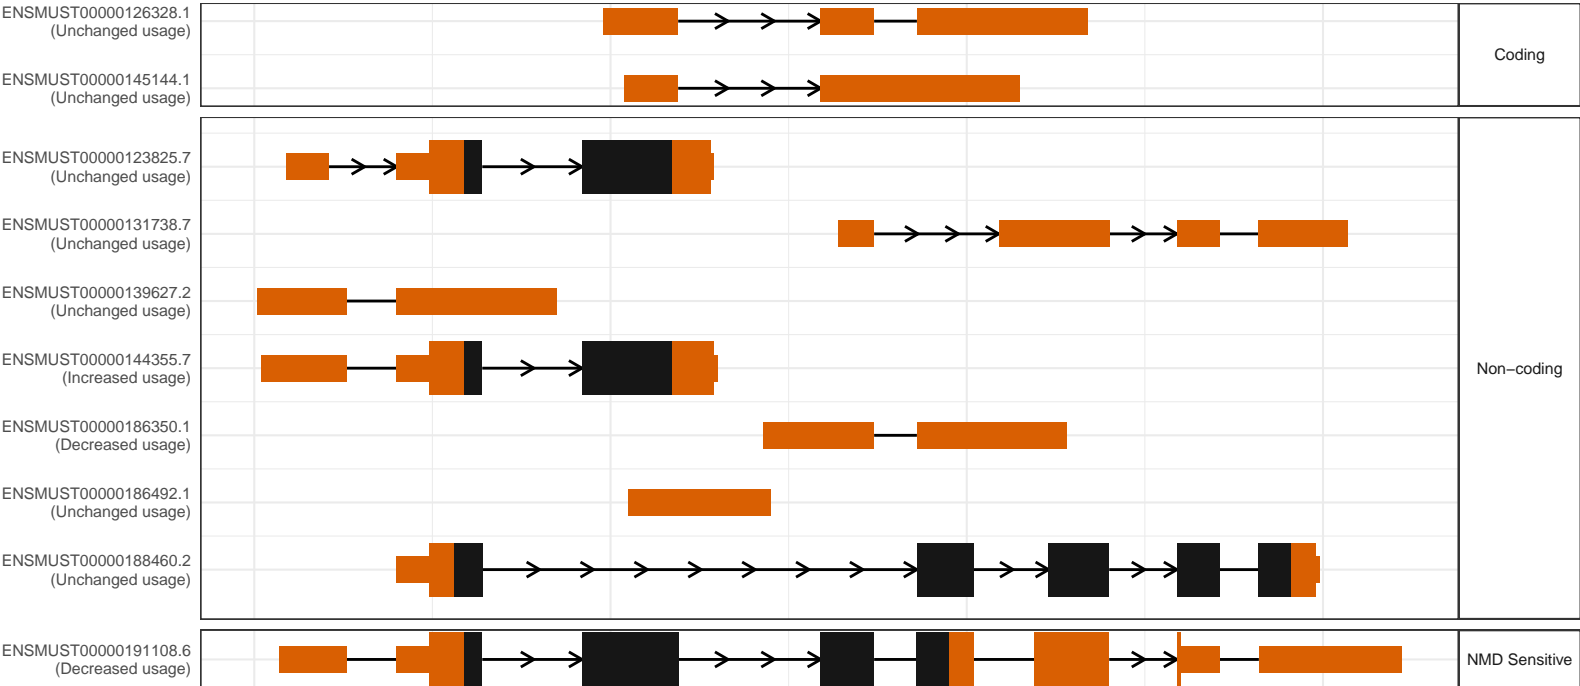 ENSMUST00000126328.1
(Unchanged usage)
ENSMUST00000145144.1
(Unchanged usage)
Coding
ENSMUST00000123825.7
(Unchanged usage)
ENSMUST00000131738.7
(Unchanged usage)
ENSMUST00000139627.2
(Unchanged usage)
ENSMUST00000144355.7
(Increased usage)
ENSMUST00000186350.1
(Decreased usage)
ENSMUST00000186492.1
(Unchanged usage)
ENSMUST00000188460.2
(Unchanged usage)
Non−coding
ENSMUST00000191108.6
(Decreased usage)
NMD Sensitive